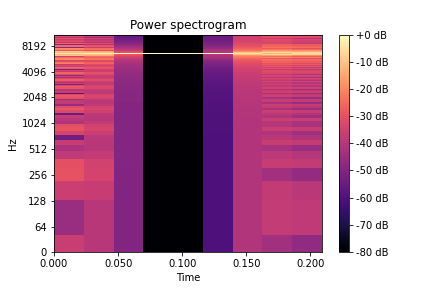 Power spectrogram
8192
4096
2048
1024
512
256
128
64
0
Hz
0.000 0.050 0.100 0.150 0.200
Time
+0 dB
-10 dB
-20 dB
-30 dB
-40 dB
-50 dB
-60 dB
-70 dB
-80 dB